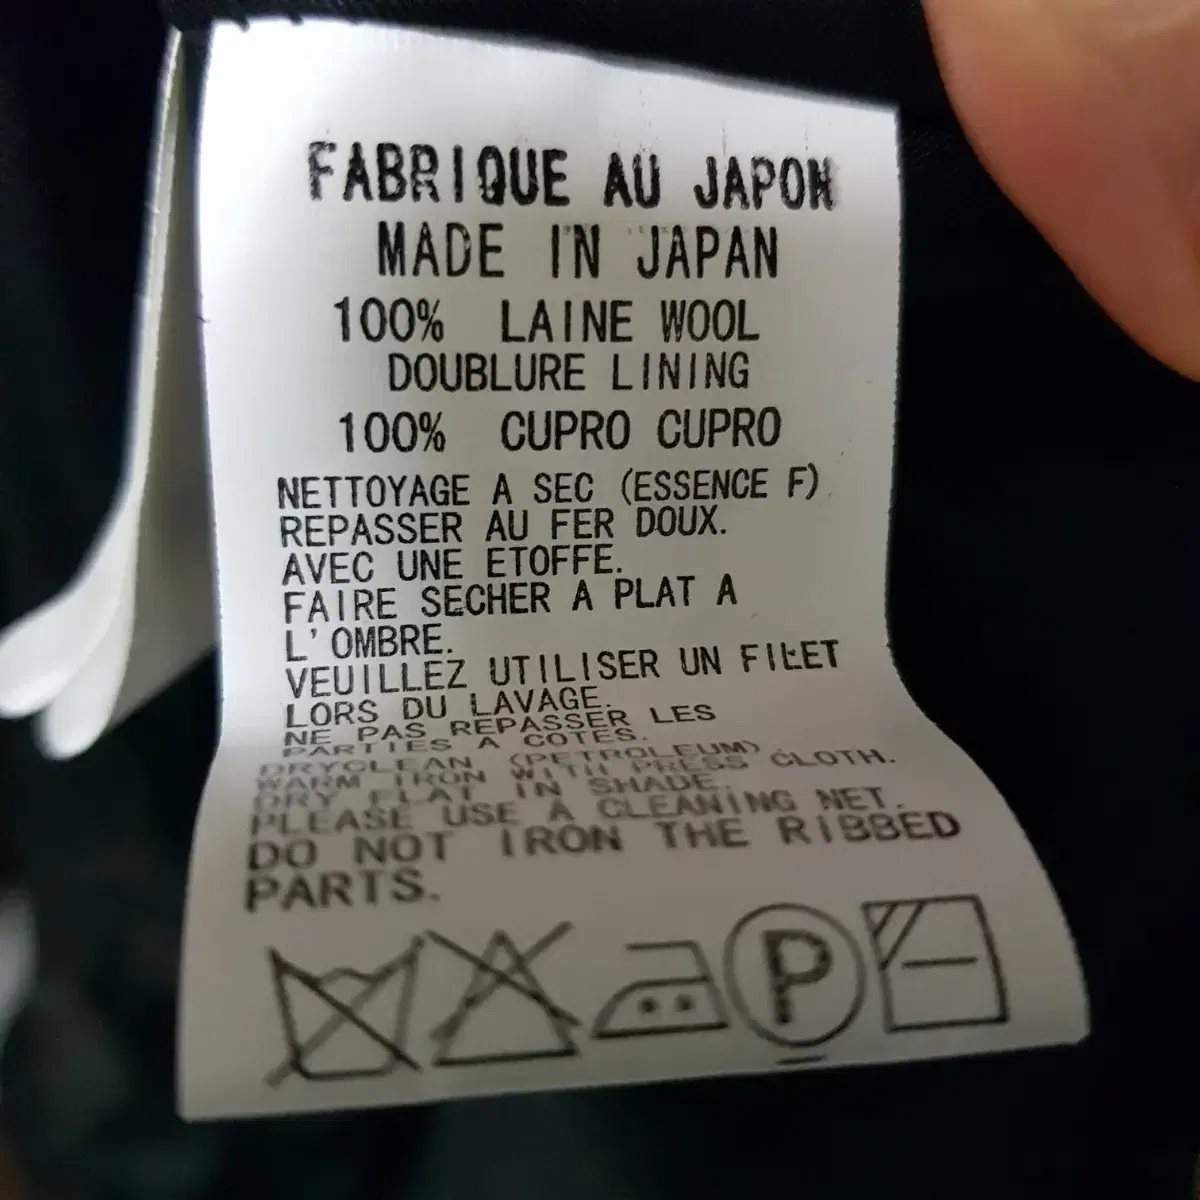 FABRIQUE AU JAPON
MADE IN JAPAN
100% LAINE WOOL
DOUBLURE LINING
100% CUPRO CUPRO
NETTOYAGE A SEC (ESSENCE F)
REPASSER AU FER DOUX.
AVEC UNE ETOFFE.
FAIRE SECHER A PLAT A
L'OMBRE.
VEUILLEZ UTILISER UN FILET
LORS DU LAVAGE.
NE PAS REPASSER LES
PARTIES A COTES.
DRYCLEAN (PETROLEUM)
WARM IRON WITH PRESS CLOTH.
DRY FLAT IN SHADE.
PLEASE USE A CLEANING NET.
DO NOT IRON THE RIBBED
PARTS.
P